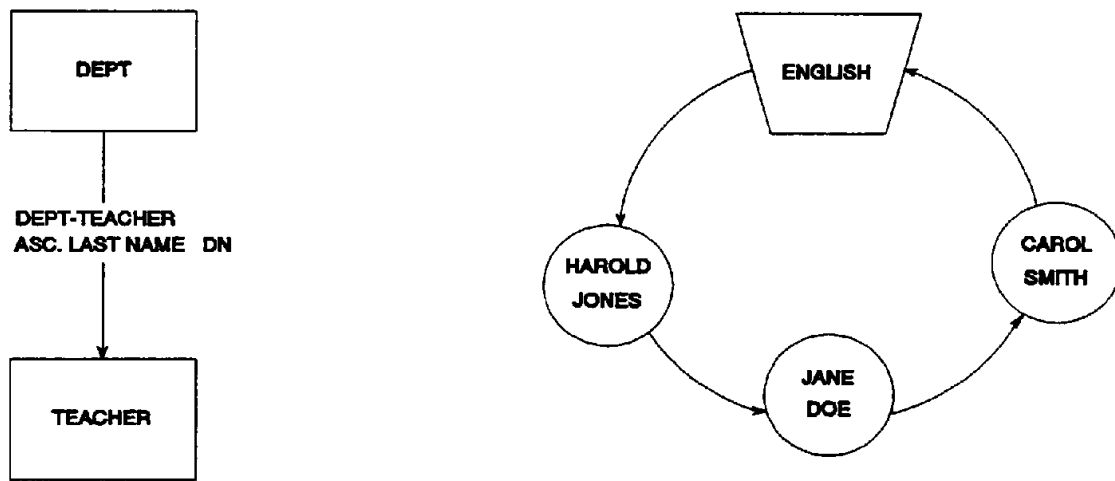 DEPT
DEPT-TEACHER
ASC. LAST NAME DN
TEACHER
ENGLISH
HAROLD
JONES
JANE
DOE
CAROL
SMITH